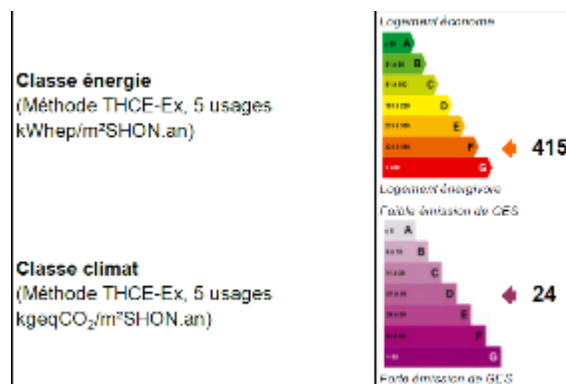 Logement économe
A
B
C
D
E
F
G
Classe énergie
(Méthode THCE-Ex, 5 usages
kWhep/m²SHON.an)
415
Logement énergivore
Faible émission de GES
A
B
C
D
E
F
G
Classe climat
(Méthode THCE-Ex, 5 usages
kgeqCO₂/m²SHON.an)
24
Forte émission de GES